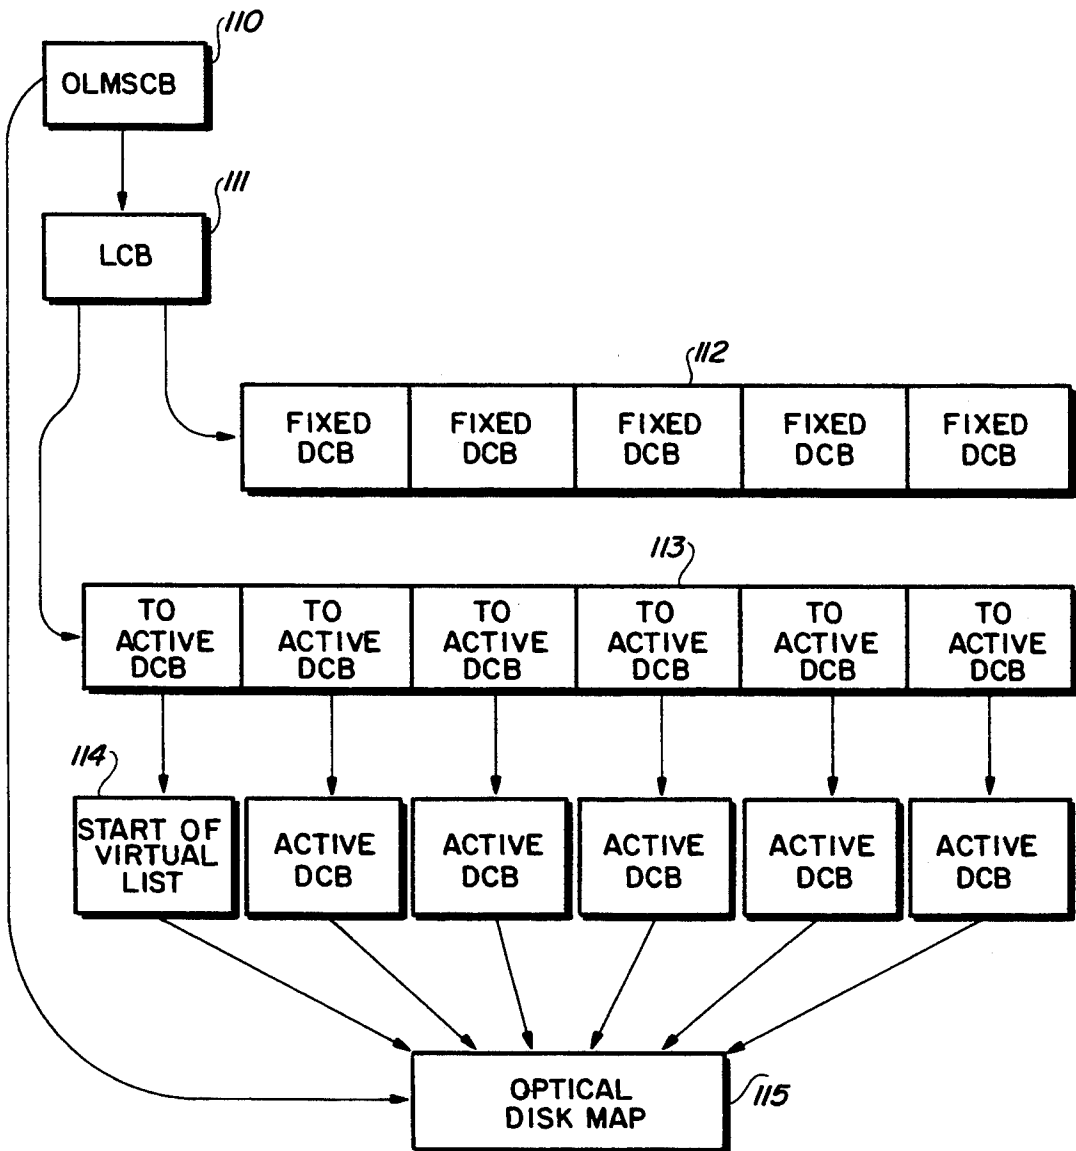 110
OLMSCB
111
LCB
112
FIXED DCB
FIXED DCB
FIXED DCB
FIXED DCB
FIXED DCB
113
TO ACTIVE DCB
TO ACTIVE DCB
TO ACTIVE DCB
TO ACTIVE DCB
TO ACTIVE DCB
TO ACTIVE DCB
114
START OF VIRTUAL LIST
ACTIVE DCB
ACTIVE DCB
ACTIVE DCB
ACTIVE DCB
ACTIVE DCB
OPTICAL
DISK MAP
115